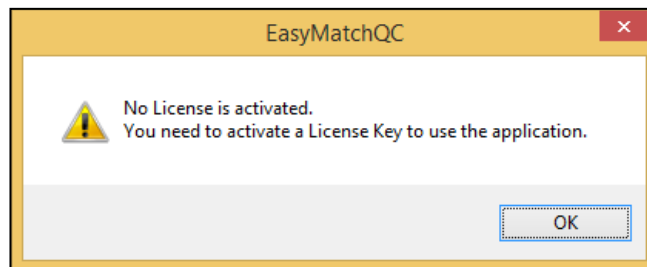 EasyMatchQC
No License is activated.
You need to activate a License Key to use the application.
OK